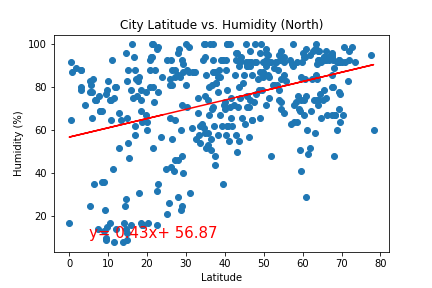 City Latitude vs. Humidity (North)
100
80
60
40
20
Humidity (%)
y = 0.43x+ 56.87
0 10 20 30 40 50 60 70 80
Latitude